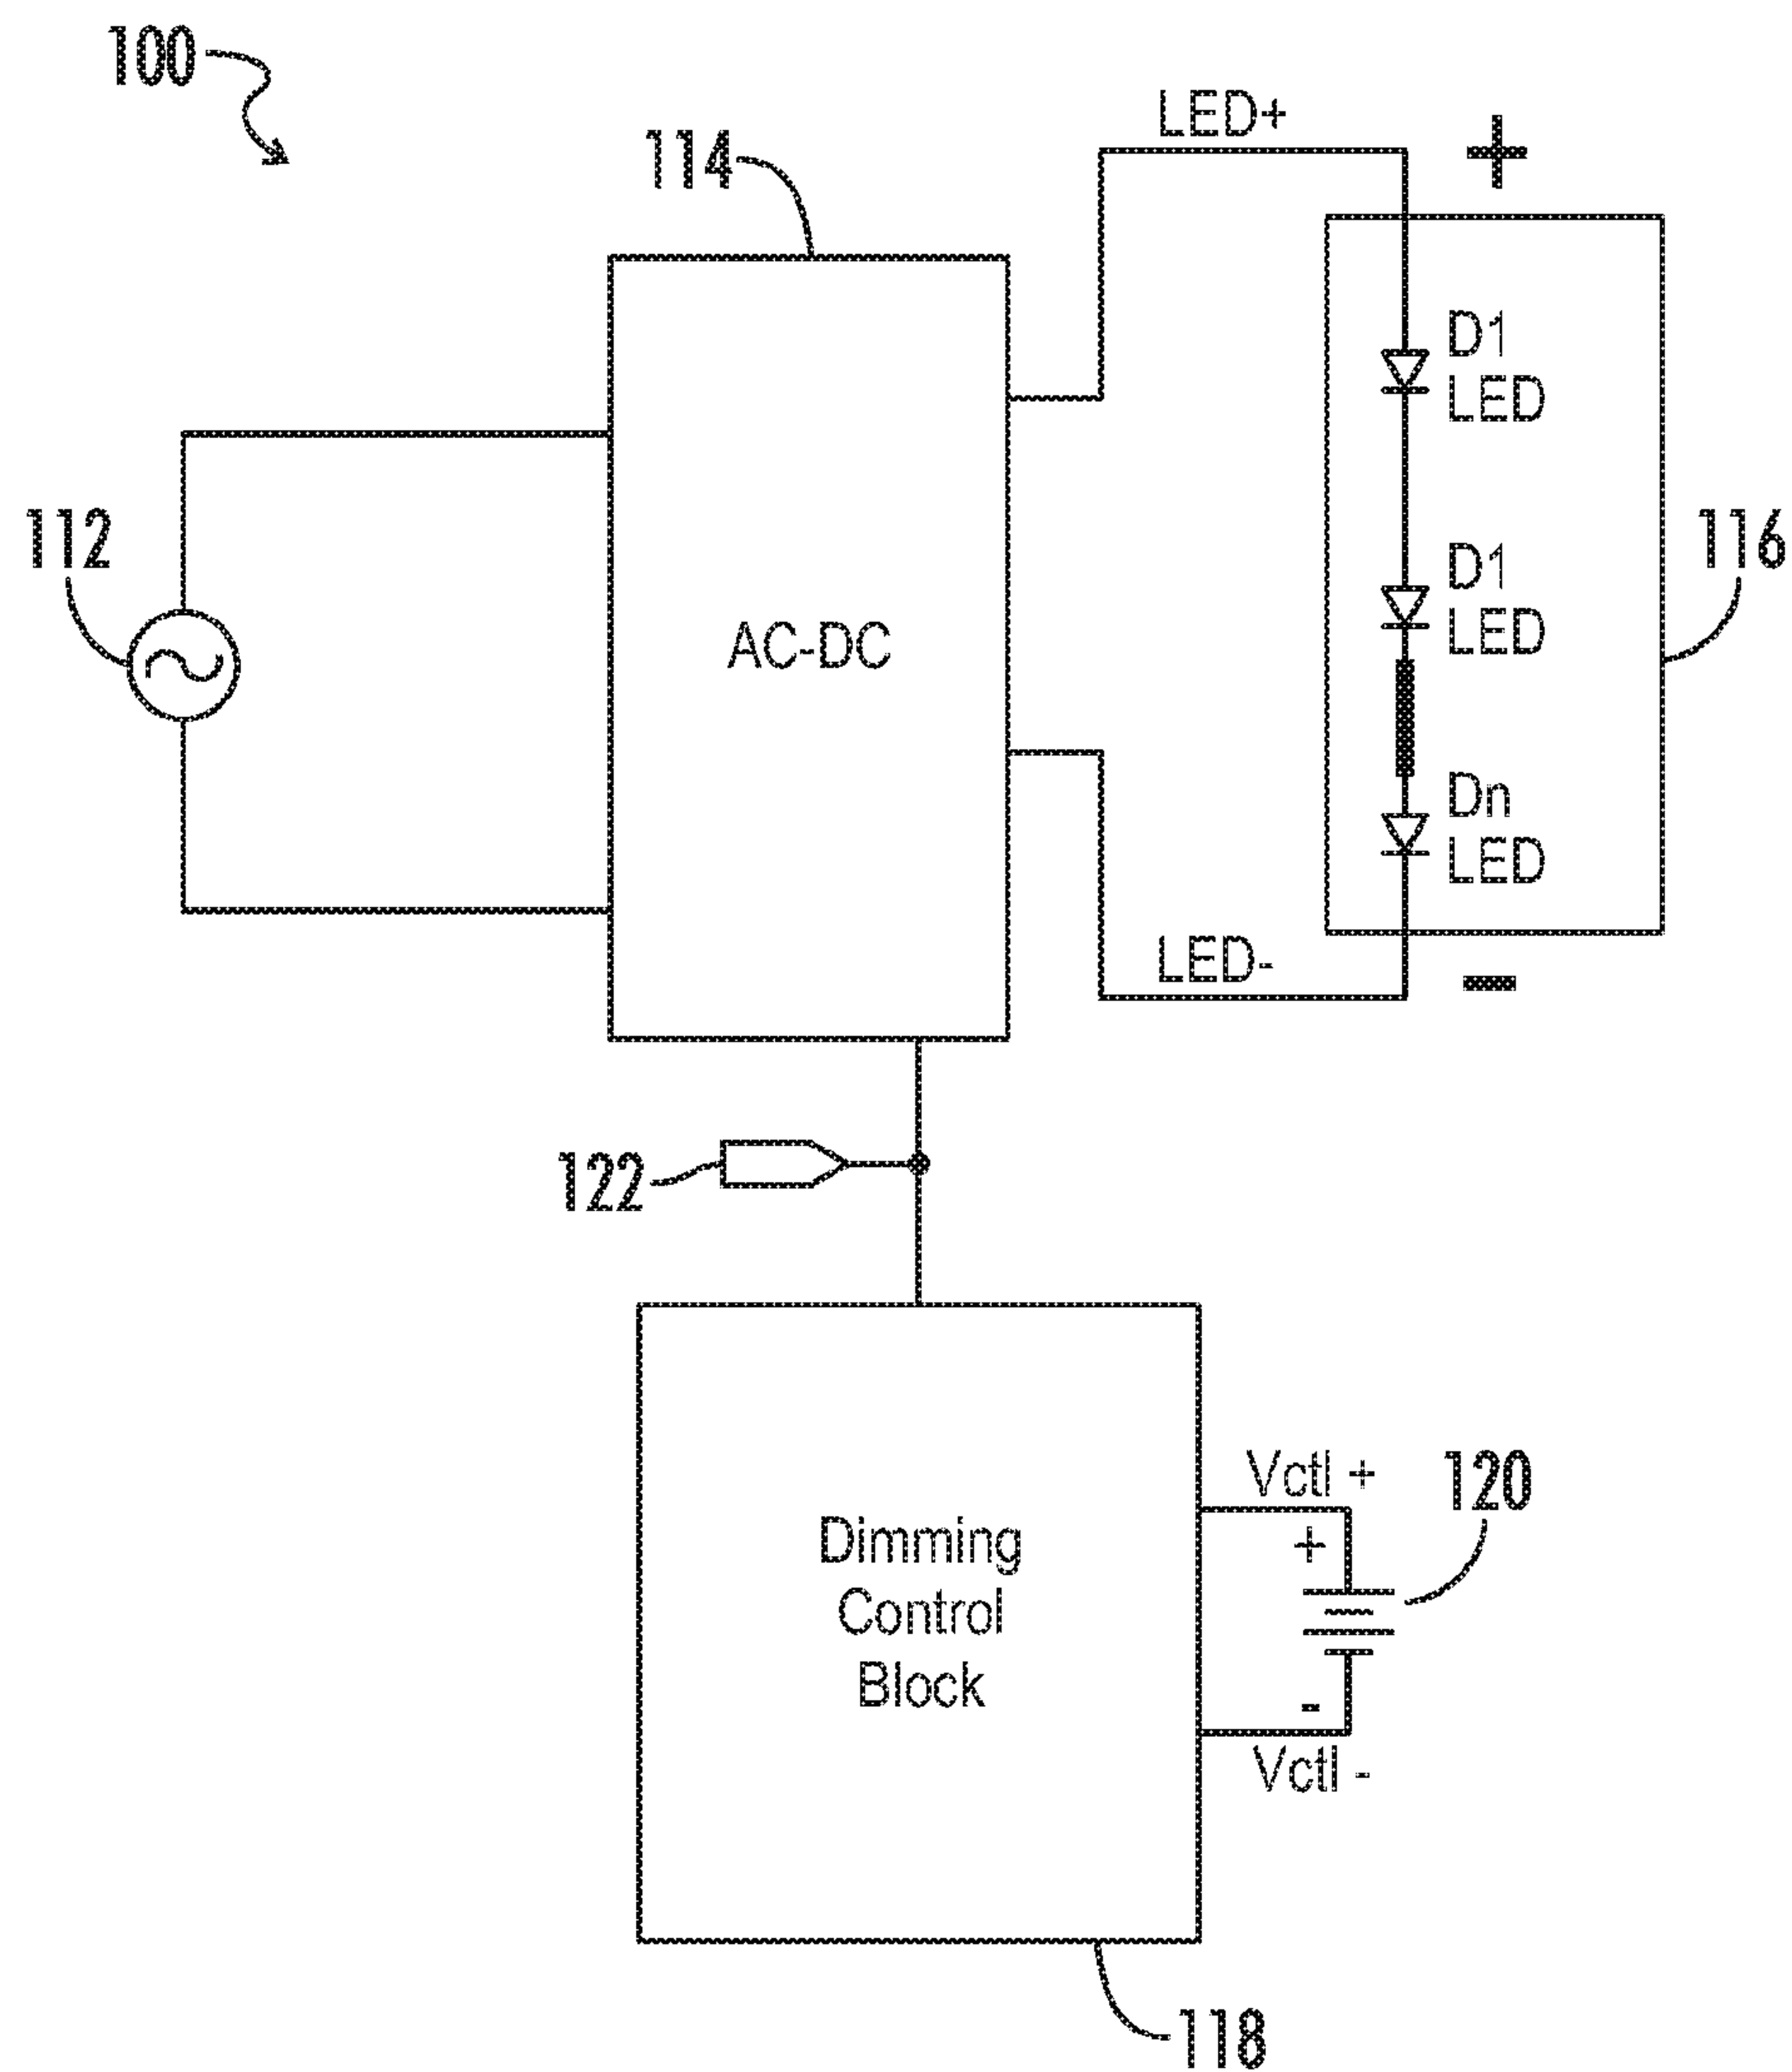 100
114
LED+
+
D1
LED
112
116
D1
LED
AC-DC
Dn
LED
LED-
-
122
Vctl +
120
+
Dimming
Control
Block
-
Vctl -
118